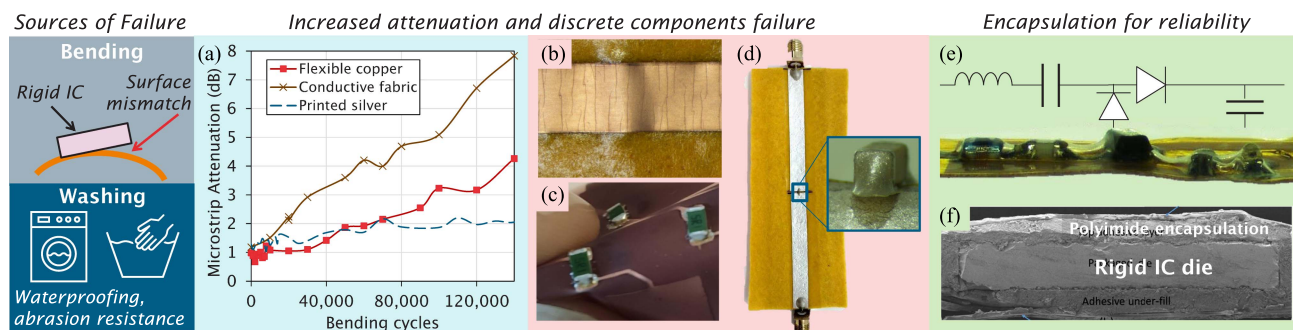 Sources of Failure
Increased attenuation and discrete components failure
Encapsulation for reliability
Bending
Rigid IC
Surface
mismatch
Washing
Waterproofing,
abrasion resistance
(a)
Microstrip Attenuation (dB)
8
7
6
5
4
3
2
1
0
Flexible copper
Conductive fabric
Printed silver
0
40,000
80,000
120,000
Bending cycles
(b)
(c)
(d)
(e)
(f)
Polyimide encapsulation
Rigid IC die
Adhesive under-fill